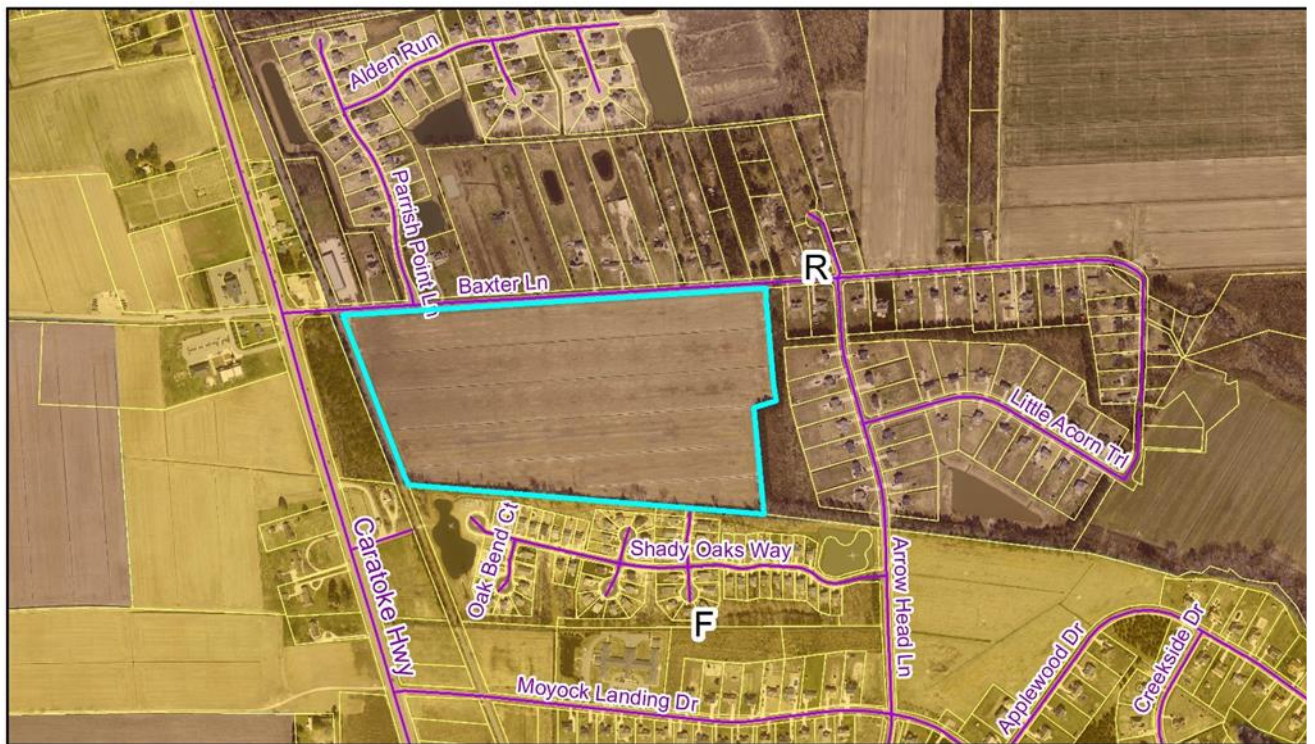 Alden Run
Parrish Point Ln
Baxter Ln
R
Little Acorn Trl
Caratoke Hwy
Oak Bend Ct
Shady Oaks Way
Arrow Head Ln
F
Moyock Landing Dr
Applewood Dr
Creekside Dr